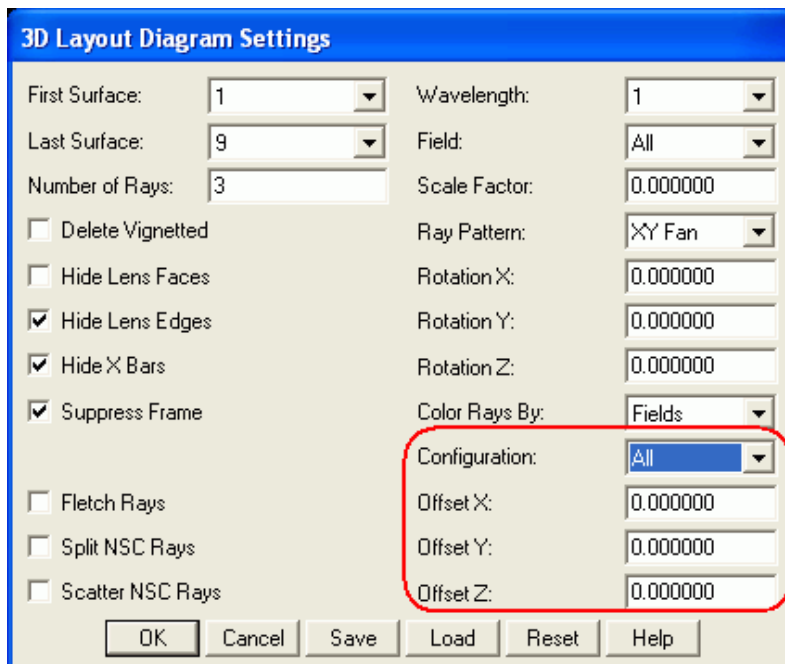 3D Layout Diagram Settings
First Surface: 1 Wavelength: 1
Last Surface: 9 Field: All
Number of Rays: 3 Scale Factor: 0.000000
Delete Vignetted Ray Pattern: XY Fan
Hide Lens Faces Rotation X: 0.000000
Hide Lens Edges Rotation Y: 0.000000
Hide X Bars Rotation Z: 0.000000
Suppress Frame Color Rays By: Fields
Configuration: All
Fletch Rays Offset X: 0.000000
Split NSC Rays Offset Y: 0.000000
Scatter NSC Rays Offset Z: 0.000000
OK Cancel Save Load Reset Help